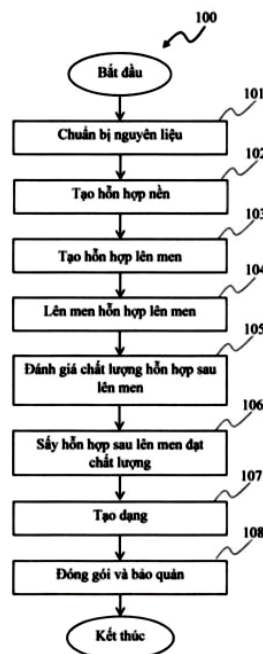 100
Bắt đầu
101
Chuẩn bị nguyên liệu
102
Tạo hỗn hợp nền
103
Tạo hỗn hợp lên men
104
Lên men hỗn hợp lên men
105
Đánh giá chất lượng hỗn hợp sau
lên men
106
Sấy hỗn hợp sau lên men đạt
chất lượng
107
Tạo dạng
108
Đóng gói và bảo quản
Kết thúc